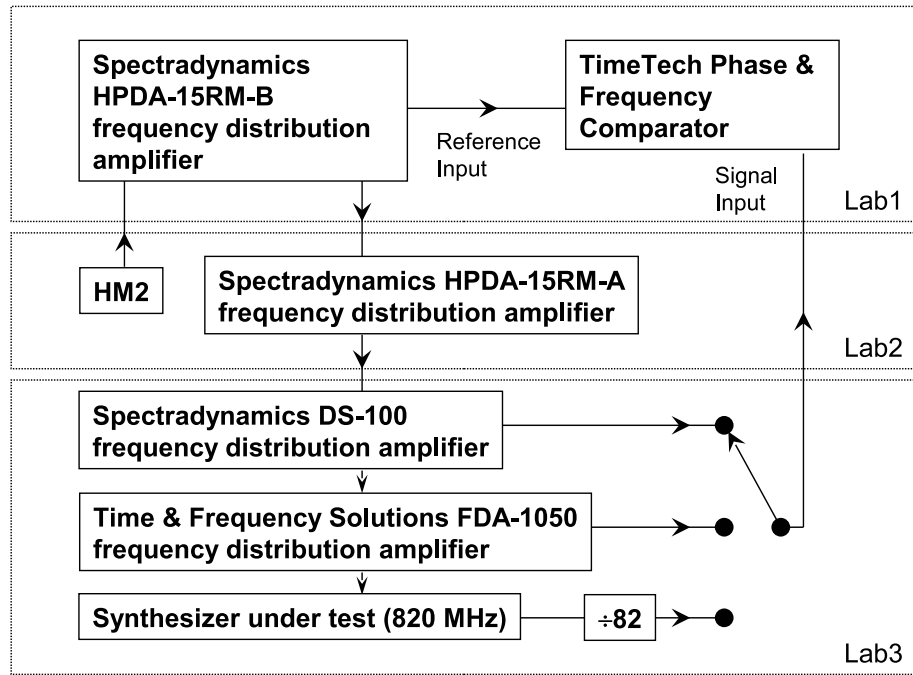 Spectradynamics
HPDA-15RM-B
frequency distribution
amplifier
TimeTech Phase &
Frequency
Comparator
Reference
Input
Signal
Input
Lab1
HM2
Spectradynamics HPDA-15RM-A
frequency distribution amplifier
Lab2
Spectradynamics DS-100
frequency distribution amplifier
Time & Frequency Solutions FDA-1050
frequency distribution amplifier
Synthesizer under test (820 MHz)
÷82
Lab3